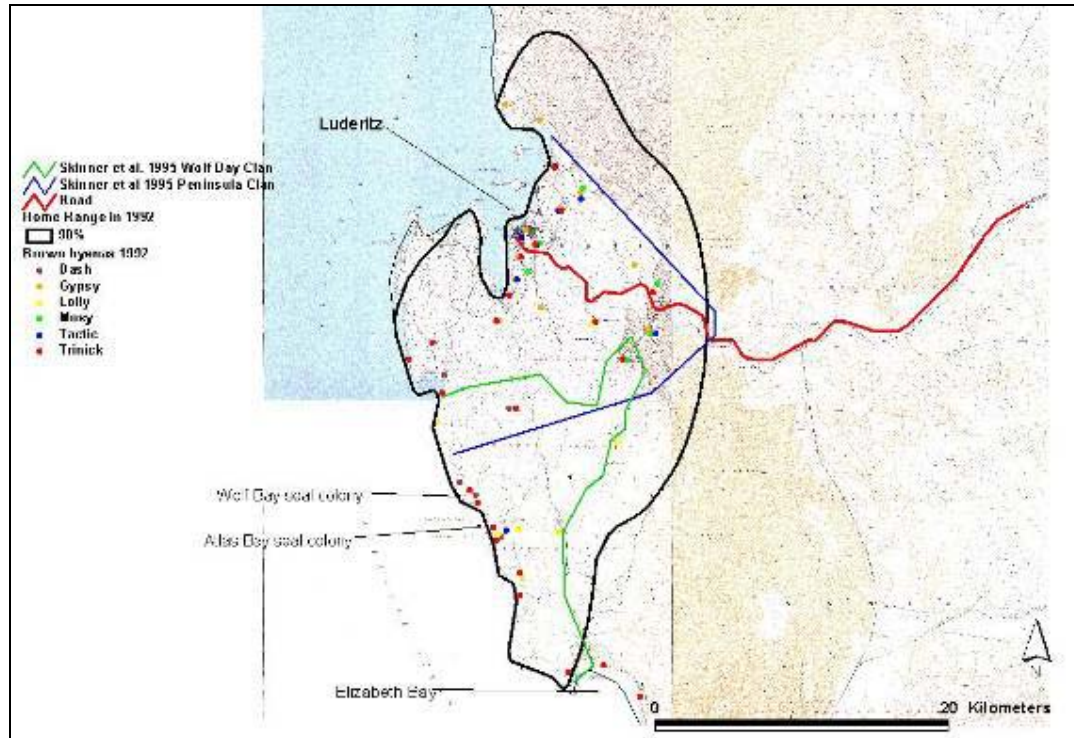 Luderitz
Skinner et al. 1995 Wolf Day Clan
Skinner et al 1995 Peninsula Clan
Road
Home Range in 1992
90%
Brown hyenas 1992
Dash
Gypsy
Lolly
Tactic
Trinick
Wolf Bay seal colony
Atlas Bay seal colony
Elizabeth Bay
0 20 Kilometers